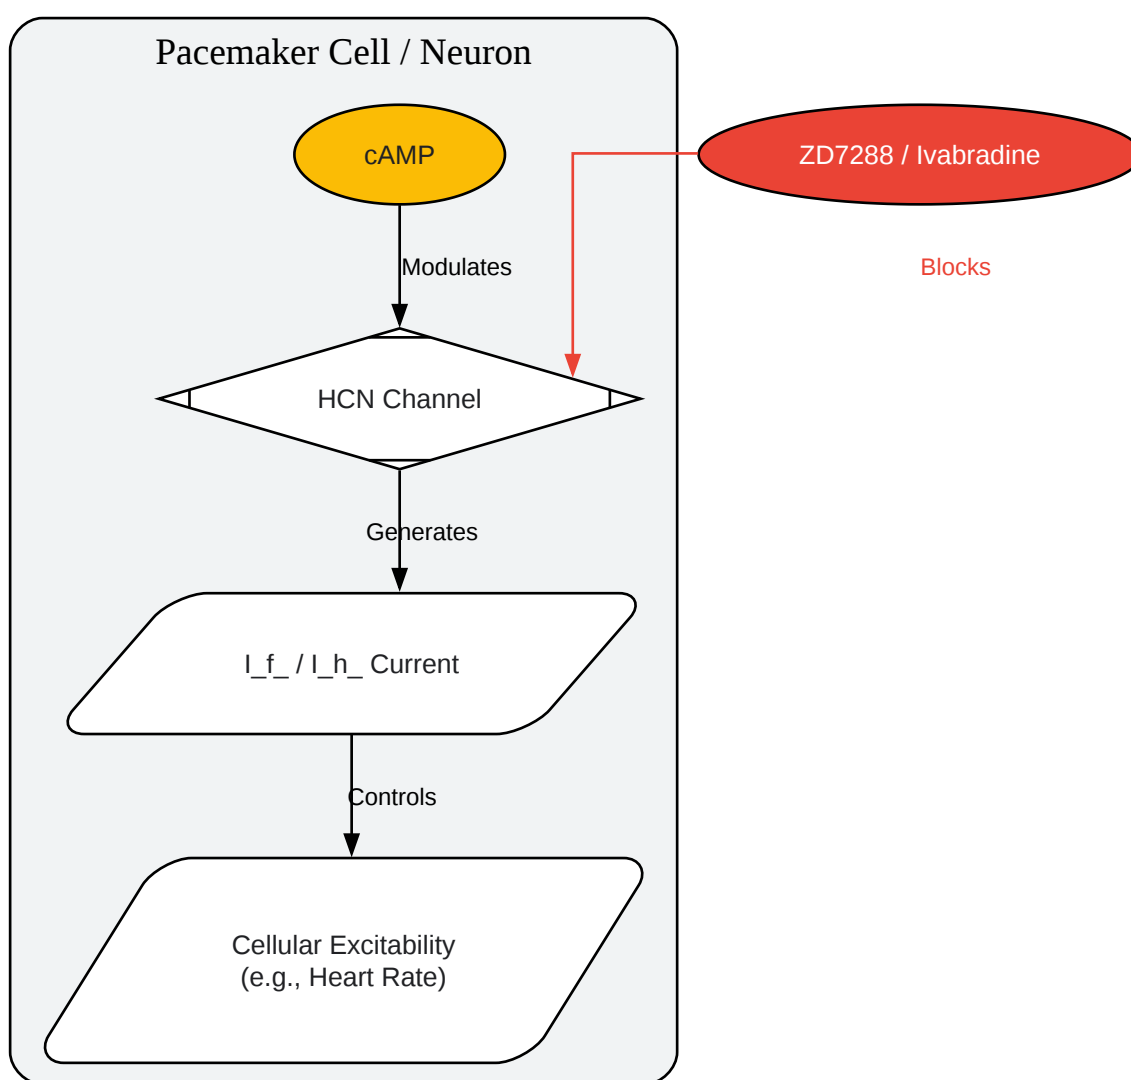 Pacemaker Cell / Neuron
cAMP
ZD7288 / Ivabradine
Modulates
Blocks
HCN Channel
Generates
I_f_ / I_h_ Current
Controls
Cellular Excitability
(e.g., Heart Rate)